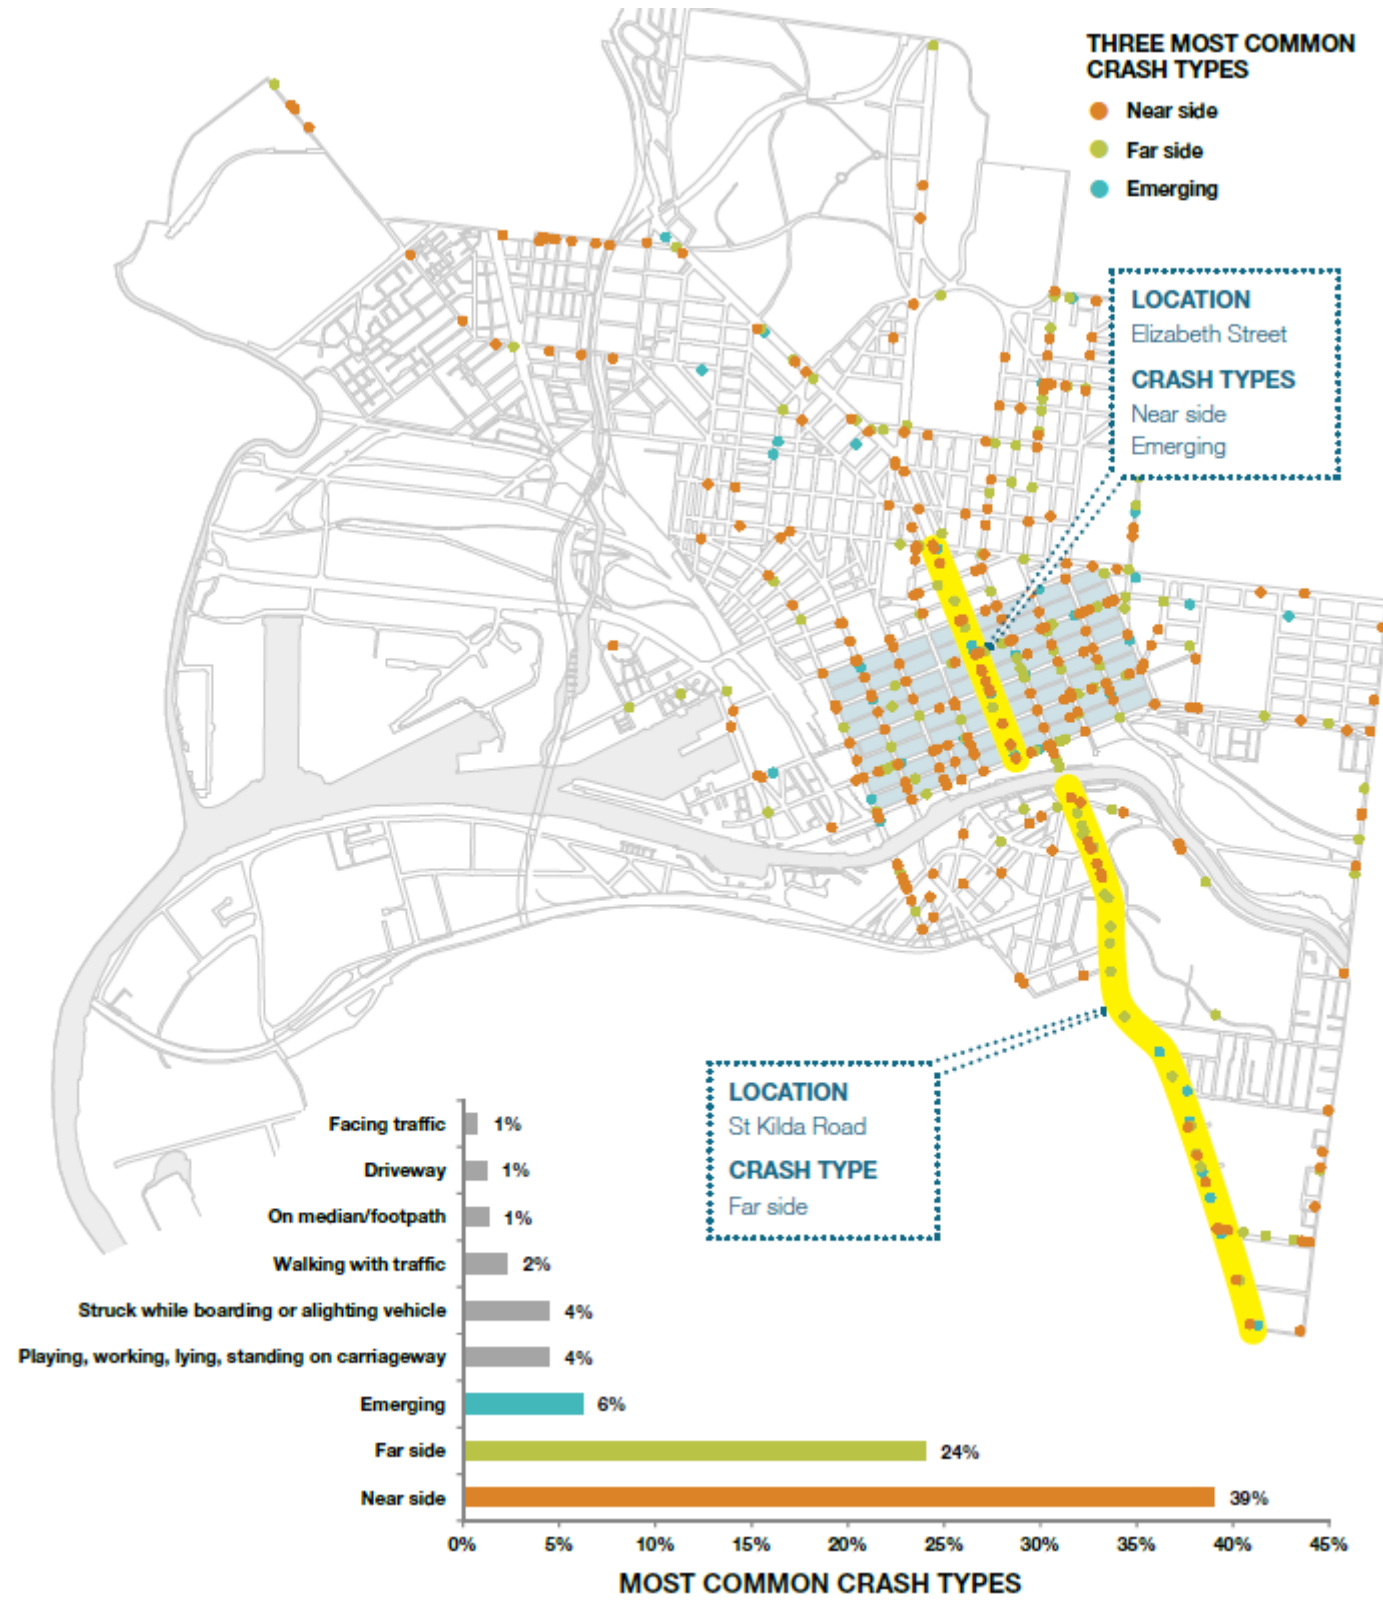 THREE MOST COMMON
CRASH TYPES
Near side
Far side
Emerging
LOCATION
Elizabeth Street
CRASH TYPES
Near side
Emerging
LOCATION
St Kilda Road
CRASH TYPE
Far side
Facing traffic 1%
Driveway 1%
On median/footpath 1%
Walking with traffic 2%
Struck while boarding or alighting vehicle 4%
Playing, working, lying, standing on carriageway 4%
Emerging 6%
Far side 24%
Near side 39%
0% 5% 10% 15% 20% 25% 30% 35% 40% 45%
MOST COMMON CRASH TYPES